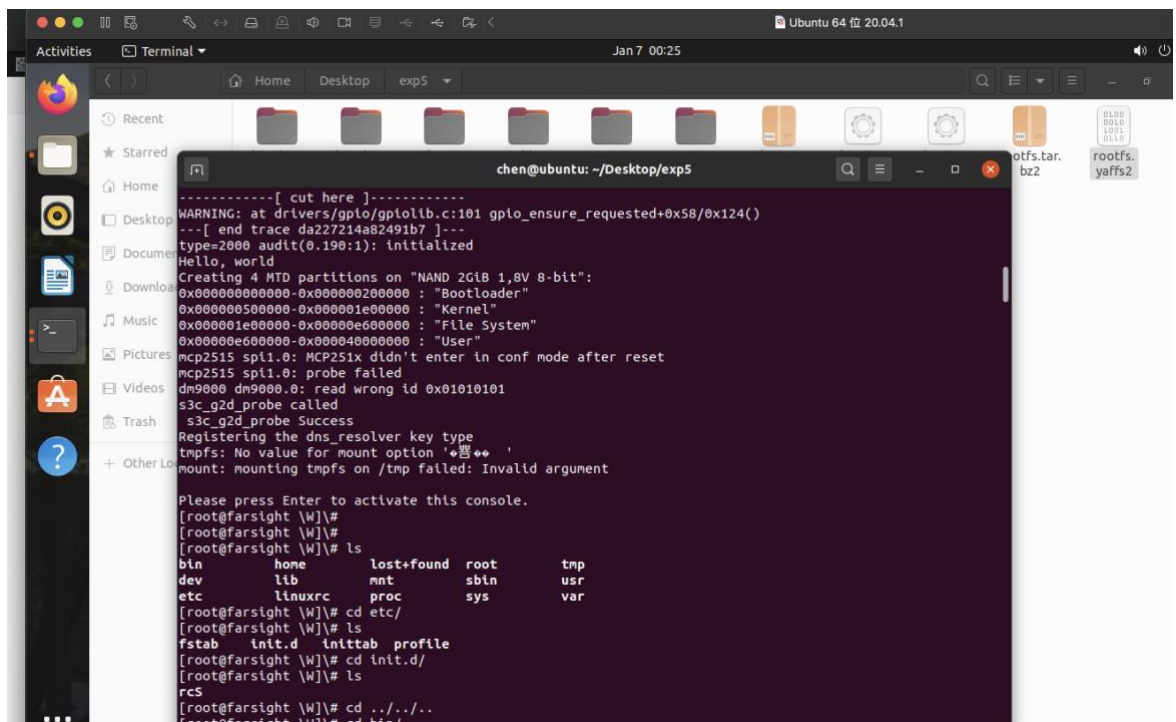 Ubuntu 64 位 20.04.1
Activities
Terminal
Jan 7 00:25
Home
Desktop
exp5
Recent
Starred
Home
Desktop
Documen
Downloa
Music
Pictures
Videos
Trash
+ Other Lo
otfs.tar.
bz2
rootfs.
yaffs2
chen@ubuntu: ~/Desktop/exp5
------------[ cut here ]------------
WARNING: at drivers/gpio/gpiolib.c:101 gpio_ensure_requested+0x58/0x124()
---[ end trace da227214a82491b7 ]---
type=2000 audit(0.190:1): initialized
Hello, world
Creating 4 MTD partitions on "NAND 2GiB 1,8V 8-bit":
0x000000000000-0x000000200000 : "Bootloader"
0x000000500000-0x000001e00000 : "Kernel"
0x000001e00000-0x00000e600000 : "File System"
0x00000e600000-0x000040000000 : "User"
mcp2515 spi1.0: MCP251x didn't enter in conf mode after reset
mcp2515 spi1.0: probe failed
dm9000 dm9000.0: read wrong id 0x01010101
s3c_g2d_probe called
s3c_g2d_probe Success
Registering the dns_resolver key type
tmpfs: No value for mount option '
mount: mounting tmpfs on /tmp failed: Invalid argument
Please press Enter to activate this console.
[root@farsight \W]\#
[root@farsight \W]\#
[root@farsight \W]\# ls
bin home lost+found root tmp
dev lib mnt sbin usr
etc linuxrc proc sys var
[root@farsight \W]\# cd etc/
[root@farsight \W]\# ls
fstab init.d inittab profile
[root@farsight \W]\# cd init.d/
[root@farsight \W]\# ls
rcS
[root@farsight \W]\# cd ../../..